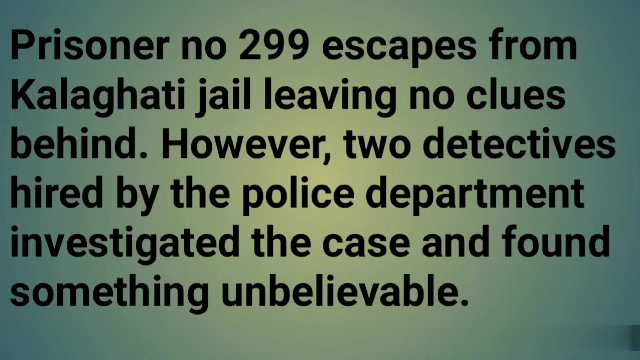 Prisoner no 299 escapes from
Kalaghati jail leaving no clues
behind. However, two detectives
hired by the police department
investigated the case and found
something unbelievable.